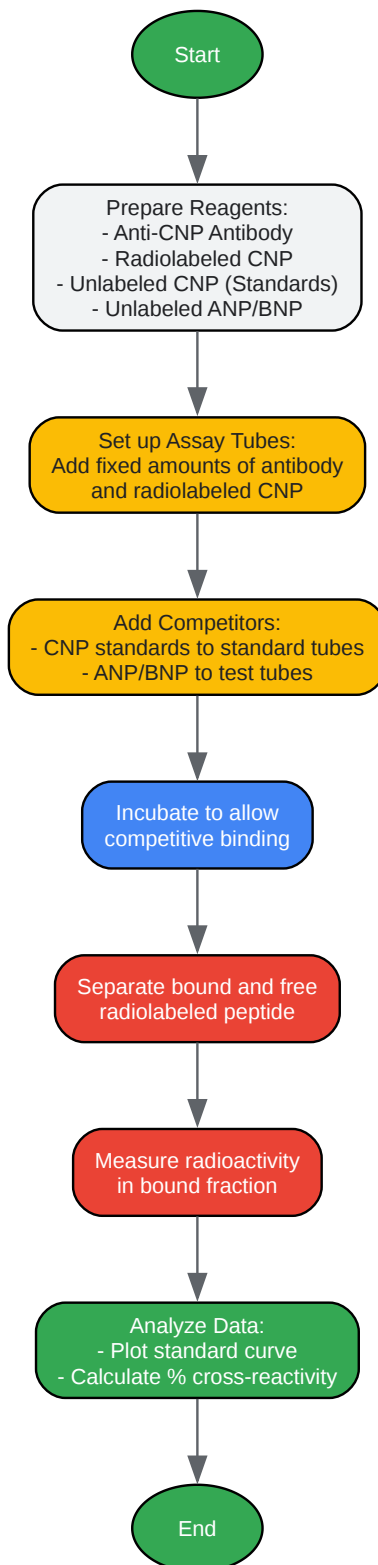 Start
Prepare Reagents:
- Anti-CNP Antibody
- Radiolabeled CNP
- Unlabeled CNP (Standards)
- Unlabeled ANP/BNP
Set up Assay Tubes:
Add fixed amounts of antibody
and radiolabeled CNP
Add Competitors:
- CNP standards to standard tubes
- ANP/BNP to test tubes
Incubate to allow
competitive binding
Separate bound and free
radiolabeled peptide
Measure radioactivity
in bound fraction
Analyze Data:
- Plot standard curve
- Calculate % cross-reactivity
End